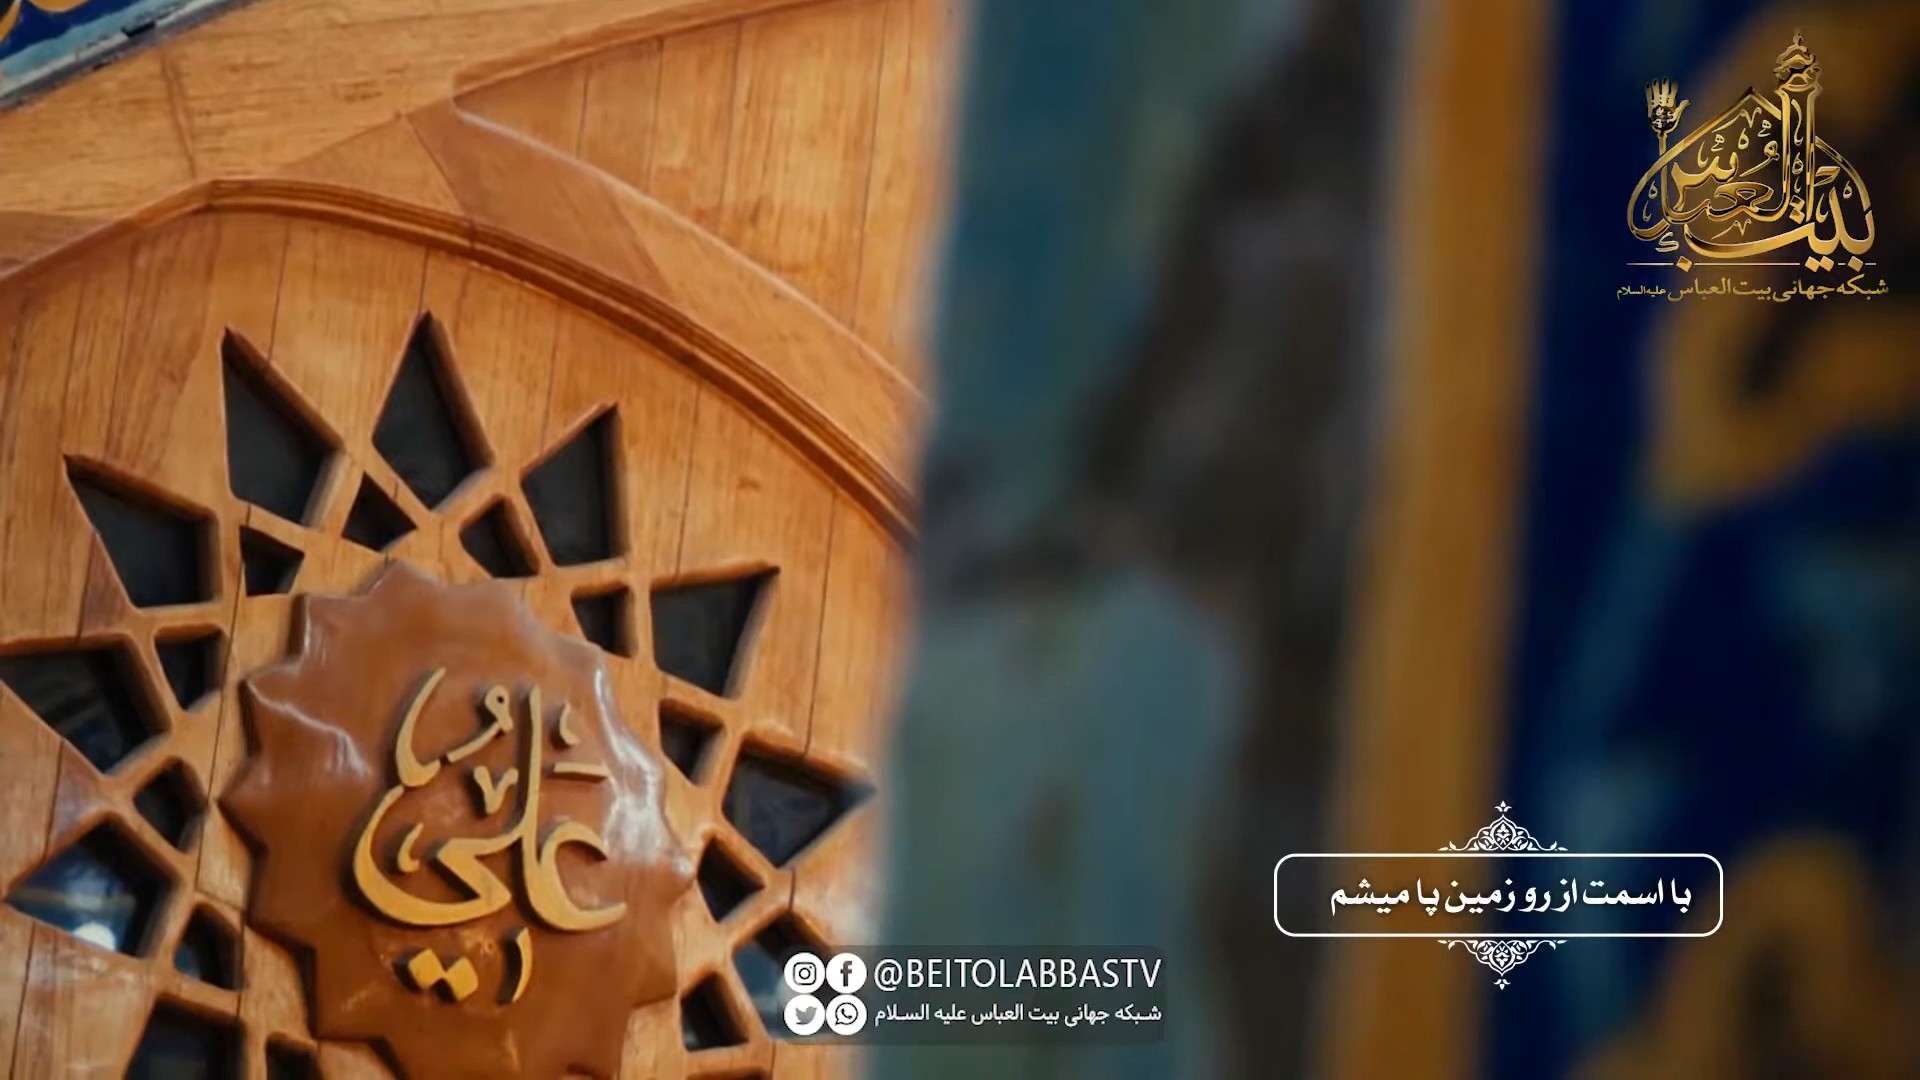 بیت العباس
شبکه جهانی بیت العباس علیه السلام
علي
با اسمت از رو زمین پا میشم
@BEITOLABBASTV
شبکه جهانی بیت العباس علیه السلام